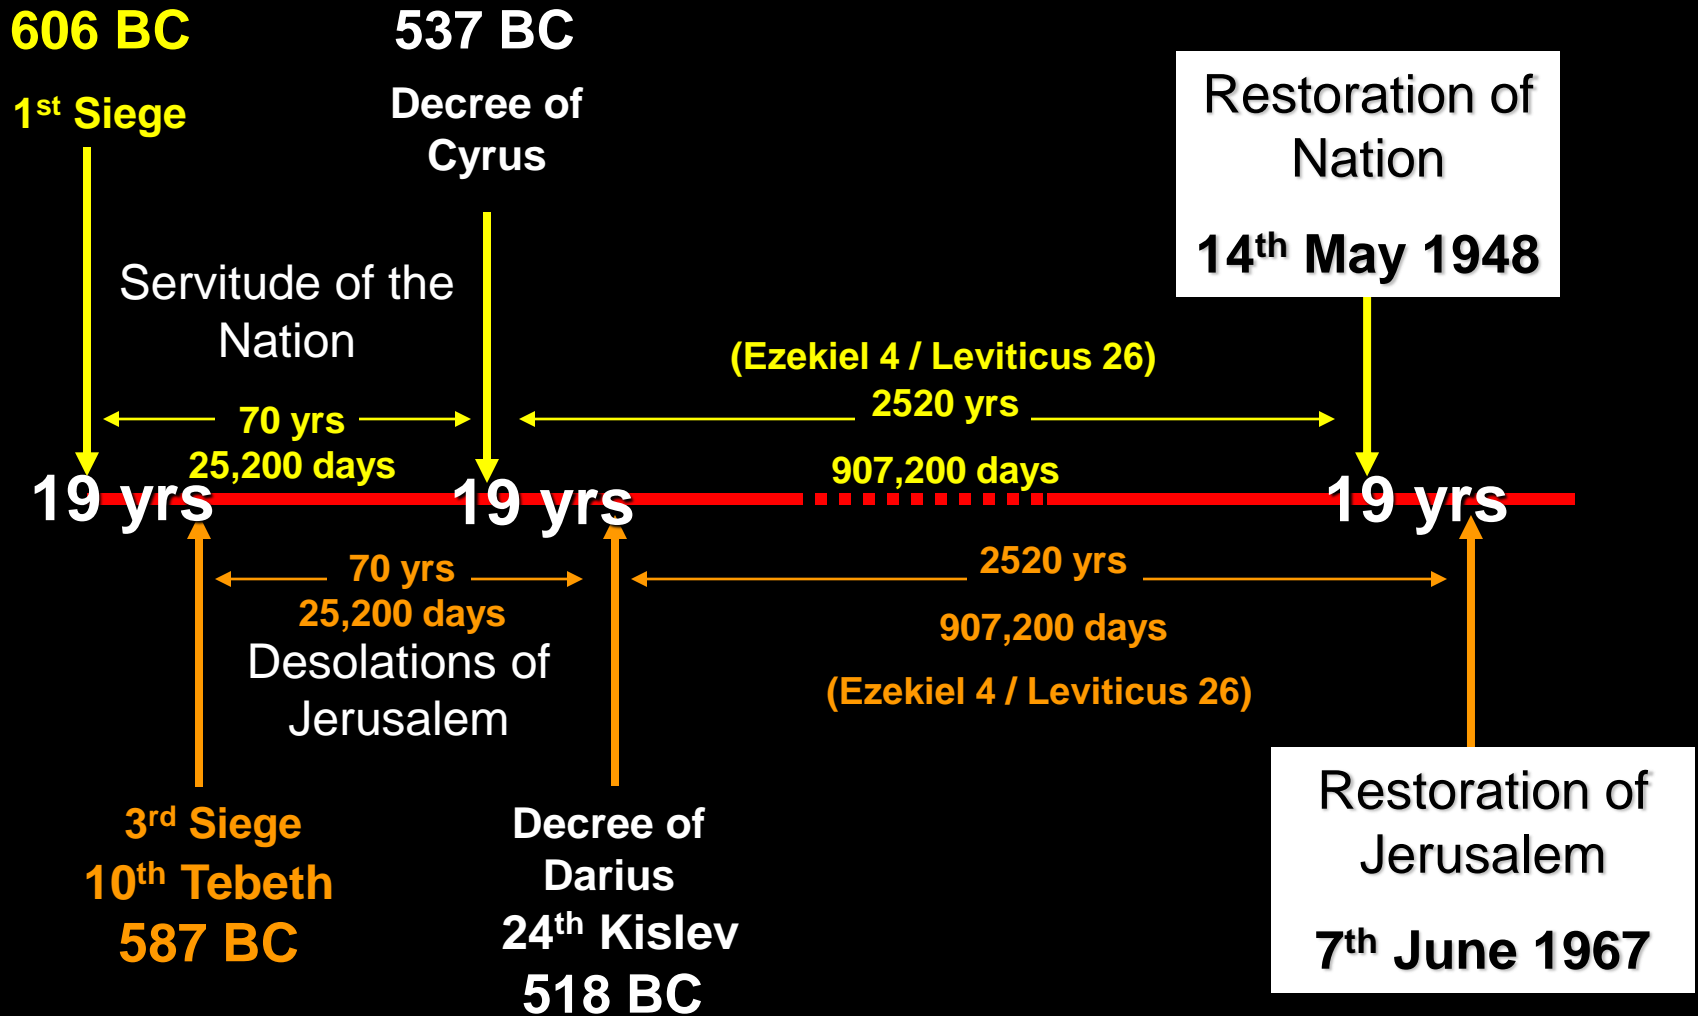 606 BC
1st Siege
537 BC
Decree of
Cyrus
Restoration of
Nation
14th May 1948
Servitude of the
Nation
70 yrs
25,200 days
(Ezekiel 4 / Leviticus 26)
2520 yrs
907,200 days
19 yrs
19 yrs
19 yrs
70 yrs
25,200 days
Desolations of
Jerusalem
2520 yrs
907,200 days
(Ezekiel 4 / Leviticus 26)
3rd Siege
10th Tebeth
587 BC
Decree of
Darius
24th Kislev
518 BC
Restoration of
Jerusalem
7th June 1967